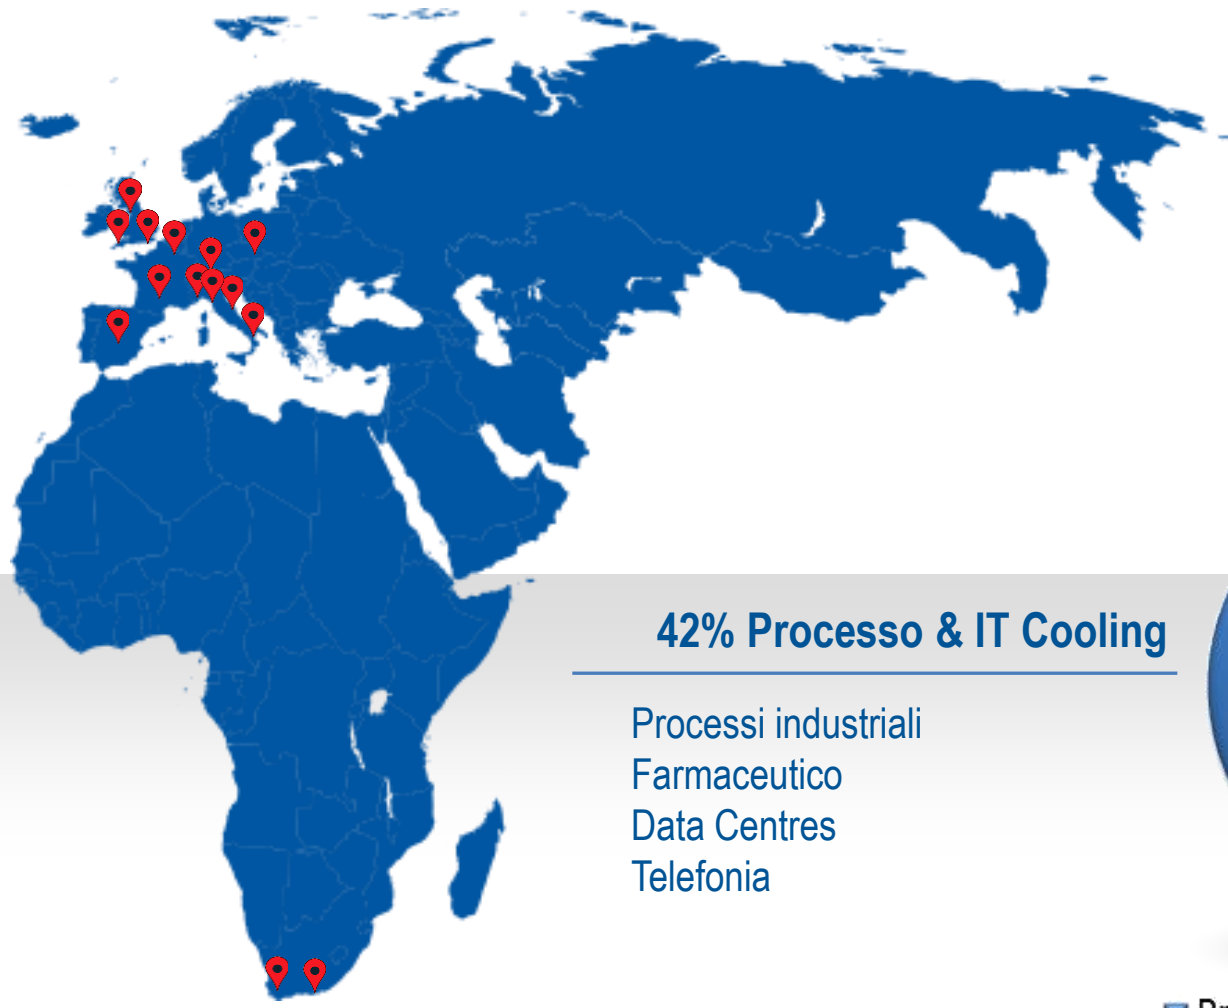 42% Processo & IT Cooling
Processi industriali
Farmaceutico
Data Centres
Telefonia